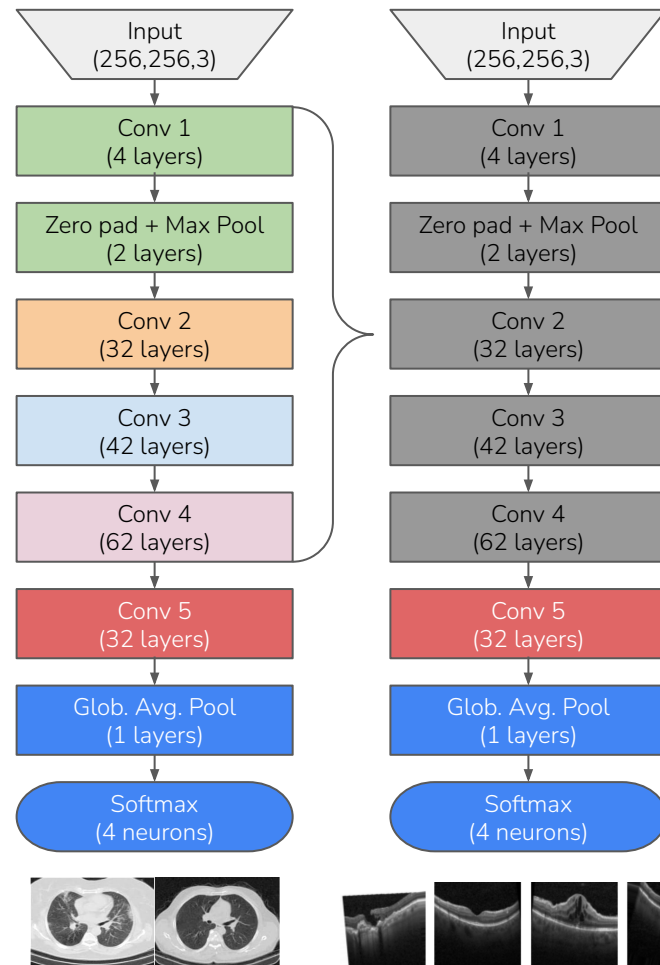 Input
(256,256,3)
Conv 1
(4 layers)
Zero pad + Max Pool
(2 layers)
Conv 2
(32 layers)
Conv 3
(42 layers)
Conv 4
(62 layers)
Conv 5
(32 layers)
Glob. Avg. Pool
(1 layers)
Softmax
(4 neurons)
Input
(256,256,3)
Conv 1
(4 layers)
Zero pad + Max Pool
(2 layers)
Conv 2
(32 layers)
Conv 3
(42 layers)
Conv 4
(62 layers)
Conv 5
(32 layers)
Glob. Avg. Pool
(1 layers)
Softmax
(4 neurons)